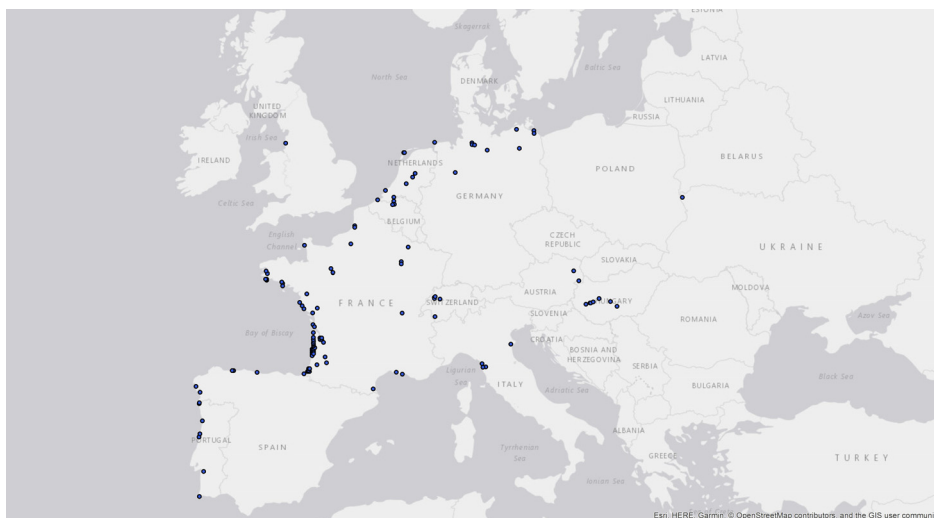 ESTONIA
Skagerrak
LATVIA
North Sea
Baltic Sea
DENMARK
LITHUANIA
UNITED
KINGDOM
RUSSIA
Irish Sea
IRELAND
NETHERLANDS
BELARUS
POLAND
GERMANY
Celtic Sea
BELGIUM
English
Channel
CZECH
REPUBLIC
UKRAINE
SLOVAKIA
MOLDOVA
AUSTRIA
FRANCE
SWITZERLAND
HUNGARY
SLOVENIA
Azov Sea
ROMANIA
Bay of Biscay
CROATIA
BOSNIA AND
HERZEGOVINA
SERBIA
Ligurian
Sea
ITALY
Adriatic Sea
Black Sea
BULGARIA
ALBANIA
PORTUGAL
SPAIN
Tyrrhenian
Sea
GREECE
TURKEY
Ionian Sea
Esri, HERE, Garmin, © OpenStreetMap contributors, and the GIS user communi